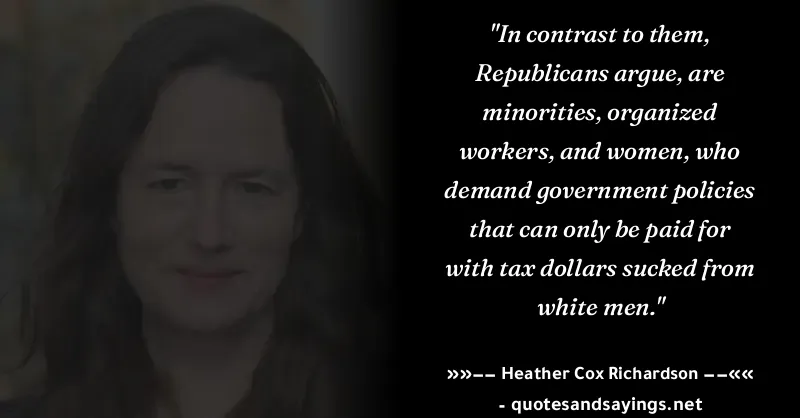 "In contrast to them,
Republicans argue, are
minorities, organized
workers, and women, who
demand government policies
that can only be paid for
with tax dollars sucked from
white men."
»»–– Heather Cox Richardson ––««
- quotesandsayings.net